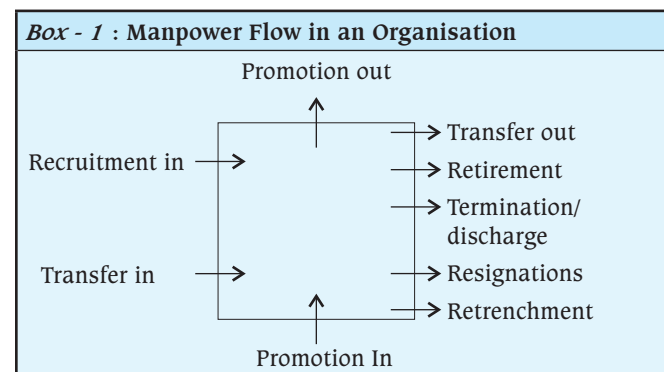 Box - 1 : Manpower Flow in an Organisation
Promotion out
Recruitment in
Transfer in
Transfer out
Retirement
Termination/
discharge
Resignations
Retrenchment
Promotion In